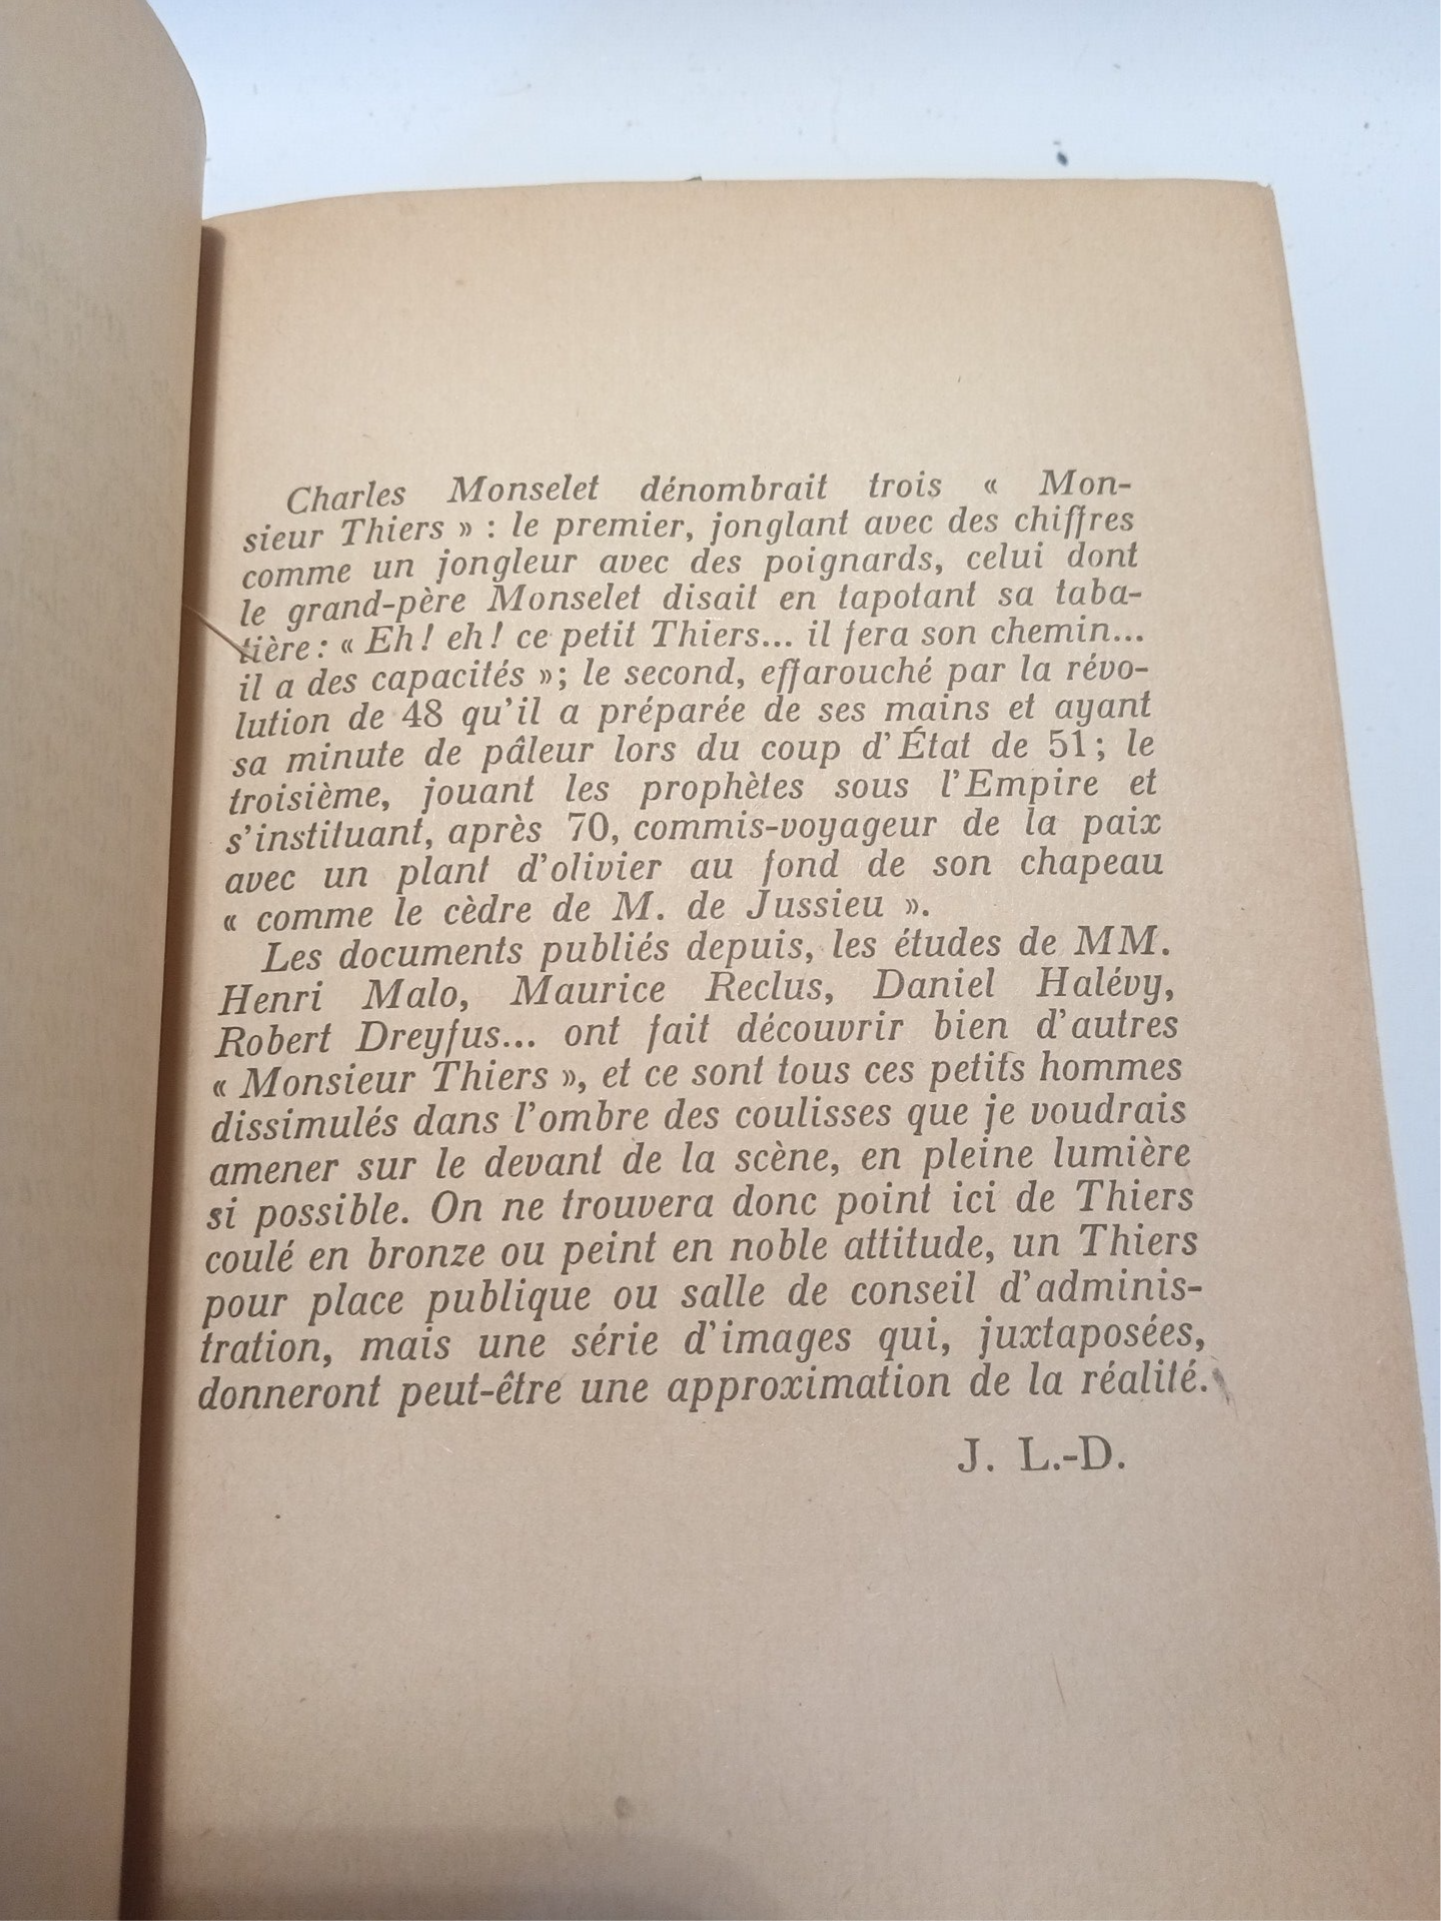 Charles Monselet dénombrait trois « Mon-
sieur Thiers » : le premier, jonglant avec des chiffres
comme un jongleur avec des poignards, celui dont
le grand-père Monselet disait en tapotant sa taba-
tière : « Eh ! eh ! ce petit Thiers... il fera son chemin...
il a des capacités » ; le second, effarouché par la révo-
lution de 48 qu'il a préparée de ses mains et ayant
sa minute de pâleur lors du coup d'État de 51 ; le
troisième, jouant les prophètes sous l'Empire et
s'instituant, après 70, commis-voyageur de la paix
avec un plant d'olivier au fond de son chapeau
« comme le cèdre de M. de Jussieu ».
Les documents publiés depuis, les études de MM.
Henri Malo, Maurice Reclus, Daniel Halévy,
Robert Dreyfus... ont fait découvrir bien d'autres
« Monsieur Thiers », et ce sont tous ces petits hommes
dissimulés dans l'ombre des coulisses que je voudrais
amener sur le devant de la scène, en pleine lumière
si possible. On ne trouvera donc point ici de Thiers
coulé en bronze ou peint en noble attitude, un Thiers
pour place publique ou salle de conseil d'adminis-
tration, mais une série d'images qui, juxtaposées,
donneront peut-être une approximation de la réalité.
J. L.-D.